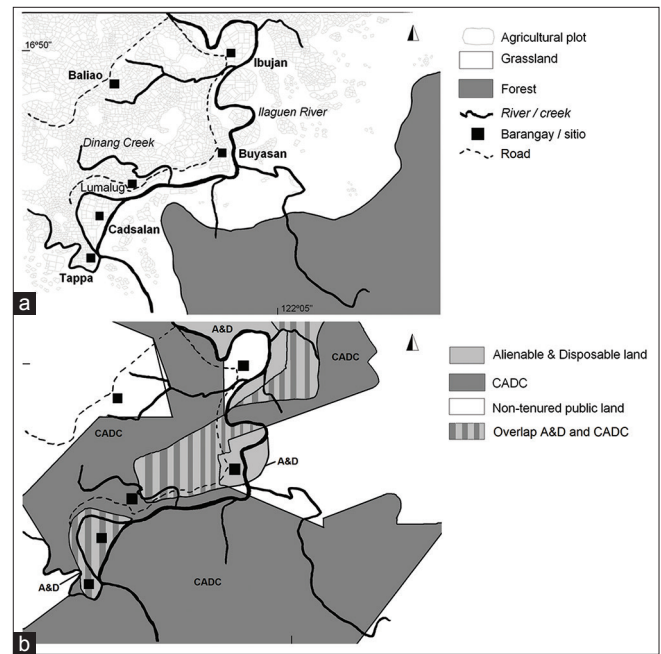 a
16°50"
Baliao
Ibujan
Ilaguen River
Dinang Creek
Buyasan
Lumalug
Cadsalan
Tappa
122°05"
Agricultural plot
Grassland
Forest
River / creek
Barangay / sitio
Road
b
A&D
CADC
CADC
A&D
A&D
CADC
Alienable & Disposable land
CADC
Non-tenured public land
Overlap A&D and CADC